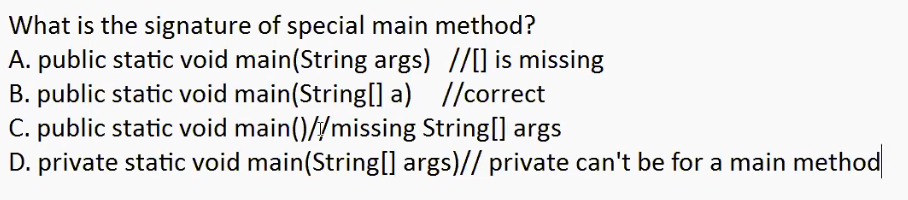 What is the signature of special main method?
A. public static void main(String args) //[] is missing
B. public static void main(String[] a) //correct
C. public static void main()//missing String[] args
D. private static void main(String[] args)// private can't be for a main method